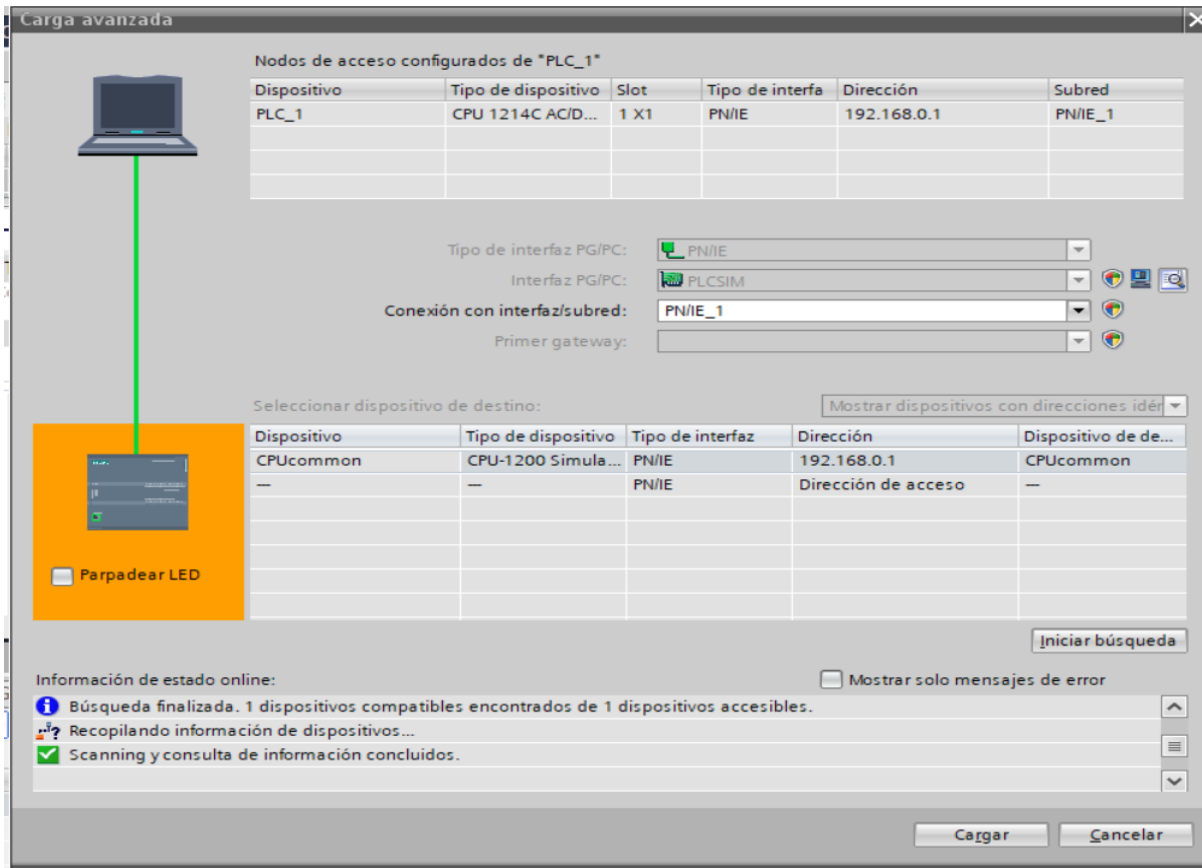 Carga avanzada
Nodos de acceso configurados de "PLC_1"
Dispositivo Tipo de dispositivo Slot Tipo de interfa Dirección Subred
PLC_1 CPU 1214C AC/D... 1 X1 PN/IE 192.168.0.1 PN/IE_1
Tipo de interfaz PG/PC: PN/IE
Interfaz PG/PC: PLCSIM
Conexión con interfaz/subred: PN/IE_1
Primer gateway:
Seleccionar dispositivo de destino: Mostrar dispositivos con direcciones idér
Dispositivo Tipo de dispositivo Tipo de interfaz Dirección Dispositivo de de...
CPUcommon CPU-1200 Simula... PN/IE 192.168.0.1 CPUcommon
— — PN/IE Dirección de acceso —
Parpadear LED
Iniciar búsqueda
Información de estado online: Mostrar solo mensajes de error
Búsqueda finalizada. 1 dispositivos compatibles encontrados de 1 dispositivos accesibles.
Recopilando información de dispositivos...
Scanning y consulta de información concluidos.
Cargar Cancelar